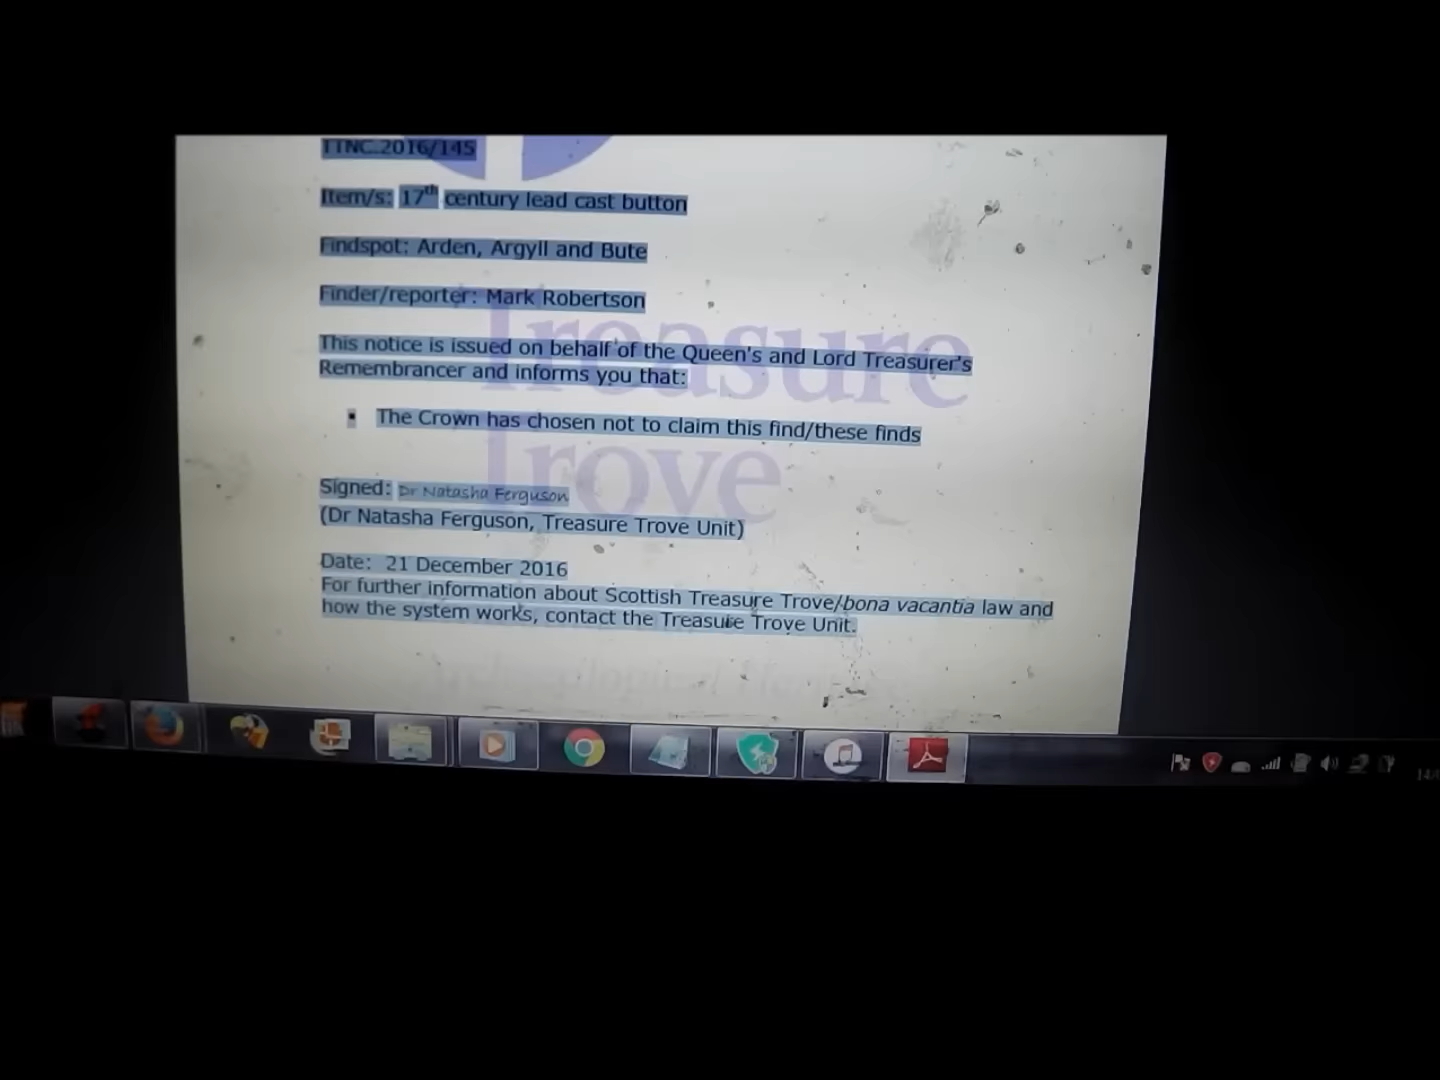 TTNC.2016/145
Item/s: 17th century lead cast button
Findspot: Arden, Argyll and Bute
Finder/reporter: Mark Robertson
This notice is issued on behalf of the Queen's and Lord Treasurer's
Remembrancer and informs you that:
▪ The Crown has chosen not to claim this find/these finds
Signed: Dr Natasha Ferguson
(Dr Natasha Ferguson, Treasure Trove Unit)
Date: 21 December 2016
For further information about Scottish Treasure Trove/bona vacantia law and
how the system works, contact the Treasure Trove Unit.
Treasure
Trove